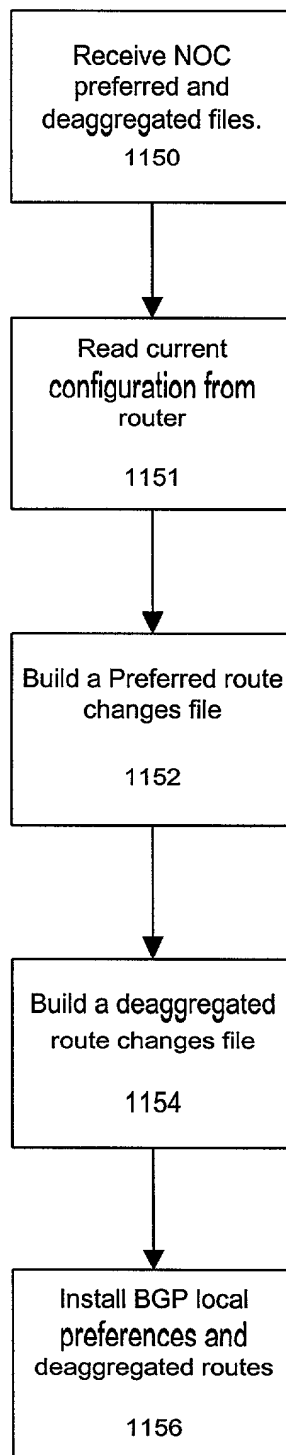 Receive NOC
preferred and
deaggregated files.
1150
Read current
configuration from
router
1151
Build a Preferred route
changes file
1152
Build a deaggregated
route changes file
1154
Install BGP local
preferences and
deaggregated routes
1156